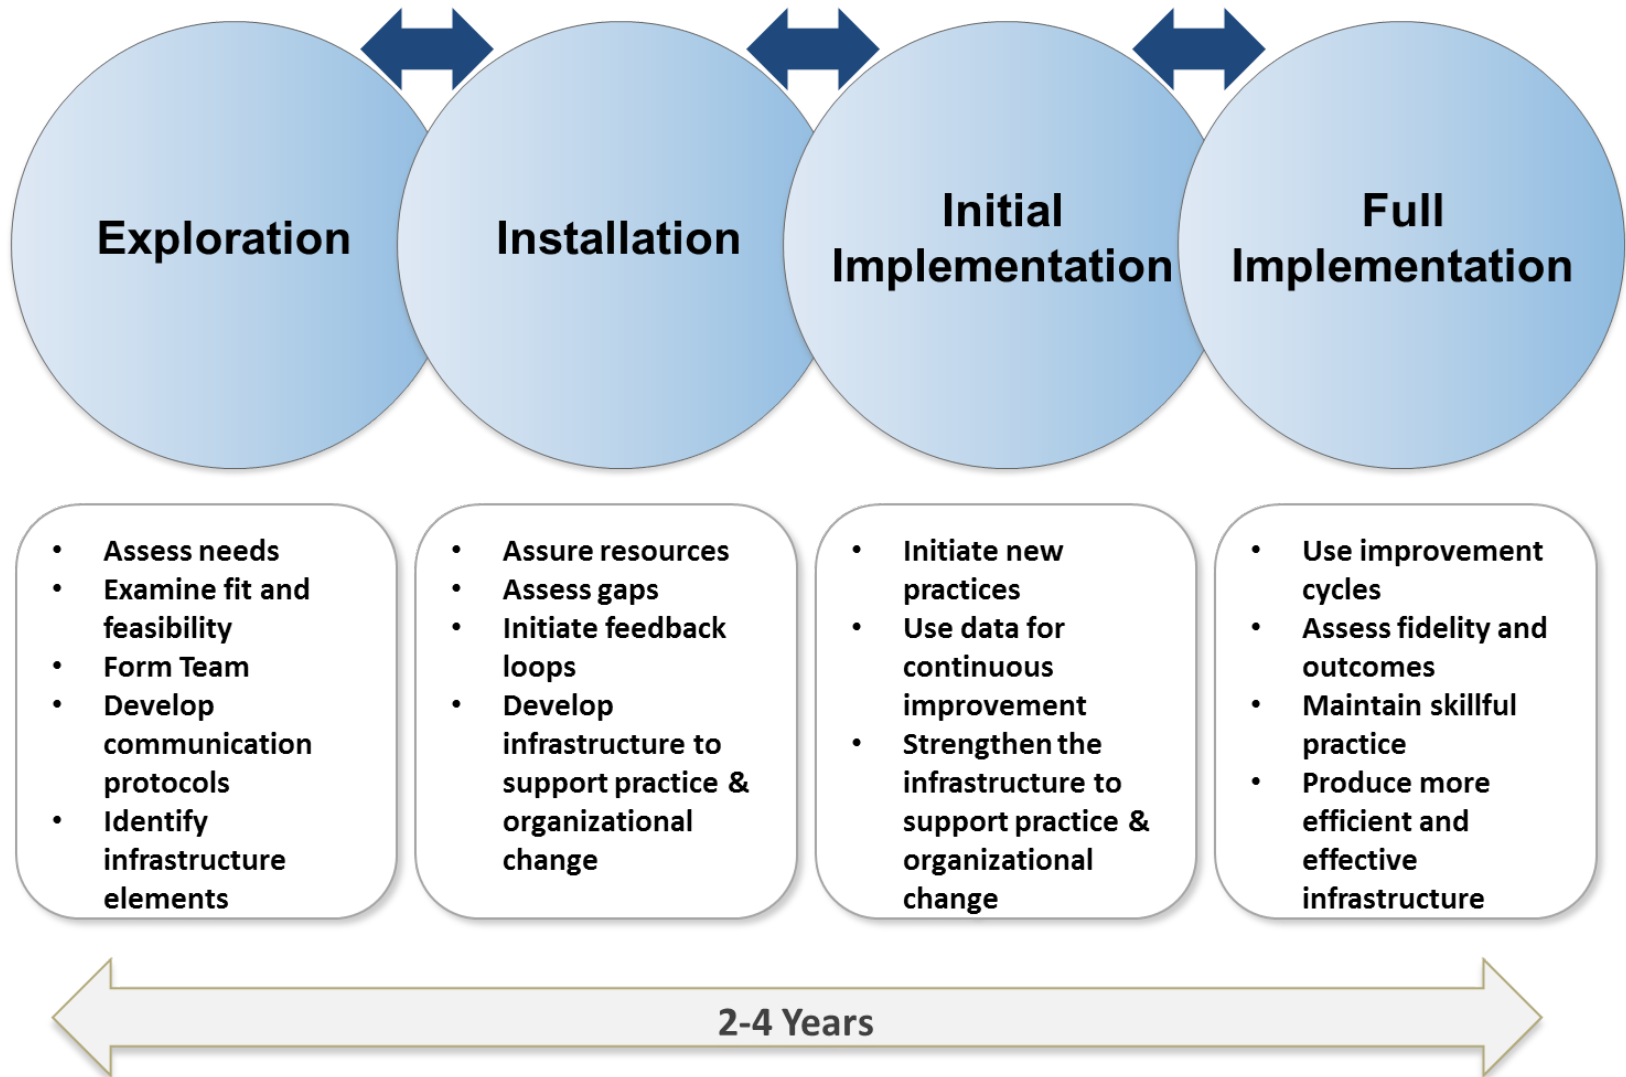 Exploration
Installation
Initial
Implementation
Full
Implementation
• Assess needs
• Examine fit and
feasibility
• Form Team
• Develop
communication
protocols
• Identify
infrastructure
elements
• Assure resources
• Assess gaps
• Initiate feedback
loops
• Develop
infrastructure to
support practice &
organizational
change
• Initiate new
practices
• Use data for
continuous
improvement
• Strengthen the
infrastructure to
support practice &
organizational
change
• Use improvement
cycles
• Assess fidelity and
outcomes
• Maintain skillful
practice
• Produce more
efficient and
effective
infrastructure
2-4 Years